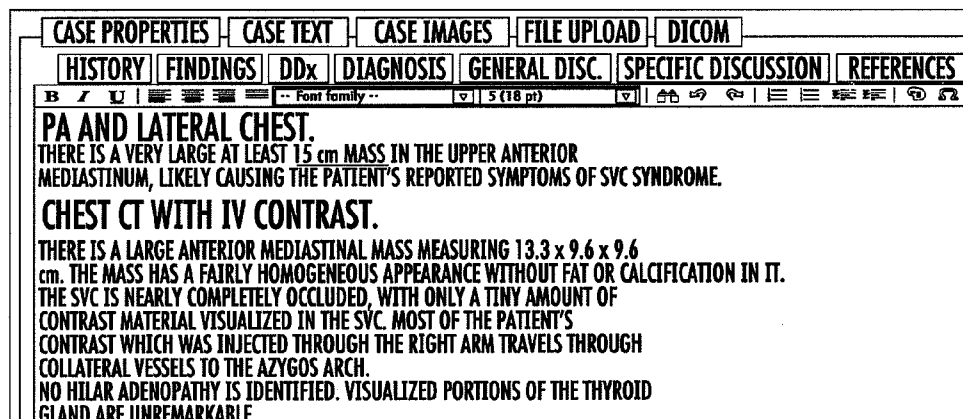 CASE PROPERTIES CASE TEXT CASE IMAGES FILE UPLOAD DICOM
HISTORY FINDINGS DDx DIAGNOSIS GENERAL DISC. SPECIFIC DISCUSSION REFERENCES
B I U -- Font family -- 5 (18 pt)
PA AND LATERAL CHEST.
THERE IS A VERY LARGE AT LEAST 15 cm MASS IN THE UPPER ANTERIOR
MEDIASTINUM, LIKELY CAUSING THE PATIENT'S REPORTED SYMPTOMS OF SVC SYNDROME.
CHEST CT WITH IV CONTRAST.
THERE IS A LARGE ANTERIOR MEDIASTINAL MASS MEASURING 13.3 x 9.6 x 9.6
cm. THE MASS HAS A FAIRLY HOMOGENEOUS APPEARANCE WITHOUT FAT OR CALCIFICATION IN IT.
THE SVC IS NEARLY COMPLETELY OCCLUDED, WITH ONLY A TINY AMOUNT OF
CONTRAST MATERIAL VISUALIZED IN THE SVC. MOST OF THE PATIENT'S
CONTRAST WHICH WAS INJECTED THROUGH THE RIGHT ARM TRAVELS THROUGH
COLLATERAL VESSELS TO THE AZYGOS ARCH.
NO HILAR ADENOPATHY IS IDENTIFIED. VISUALIZED PORTIONS OF THE THYROID
GLAND ARE UNREMARKABLE